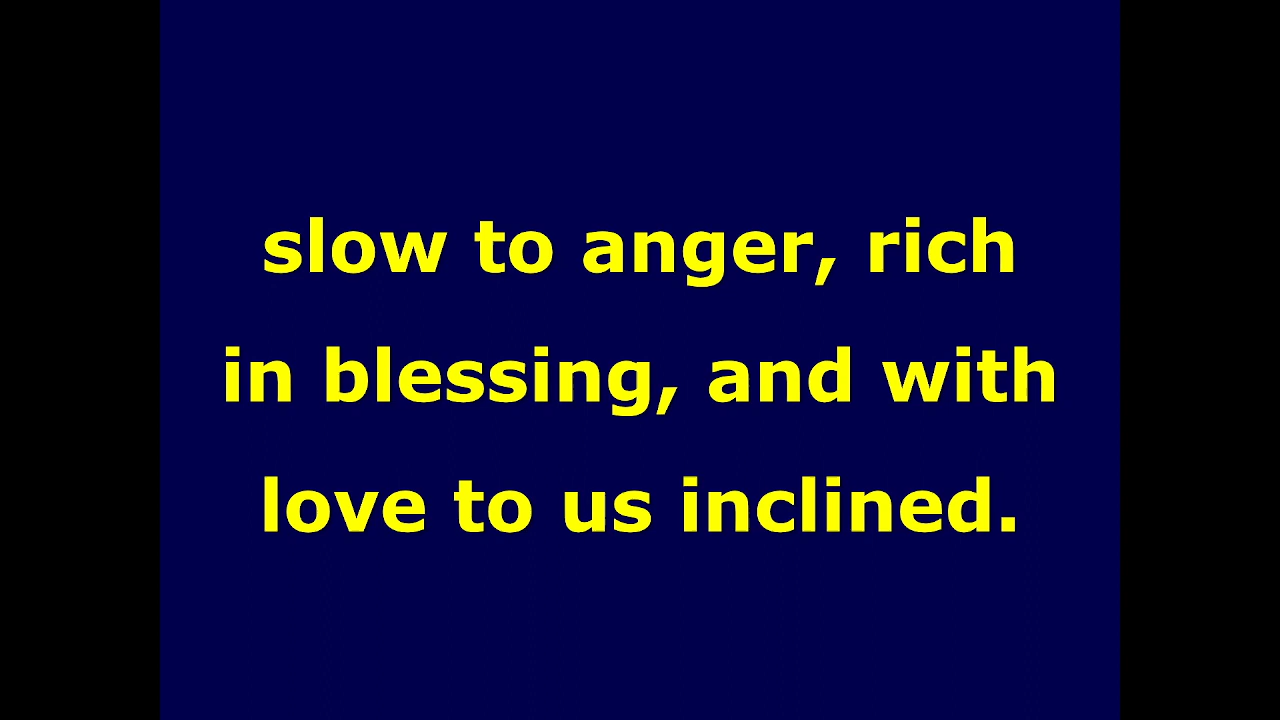 slow to anger, rich
in blessing, and with
love to us inclined.